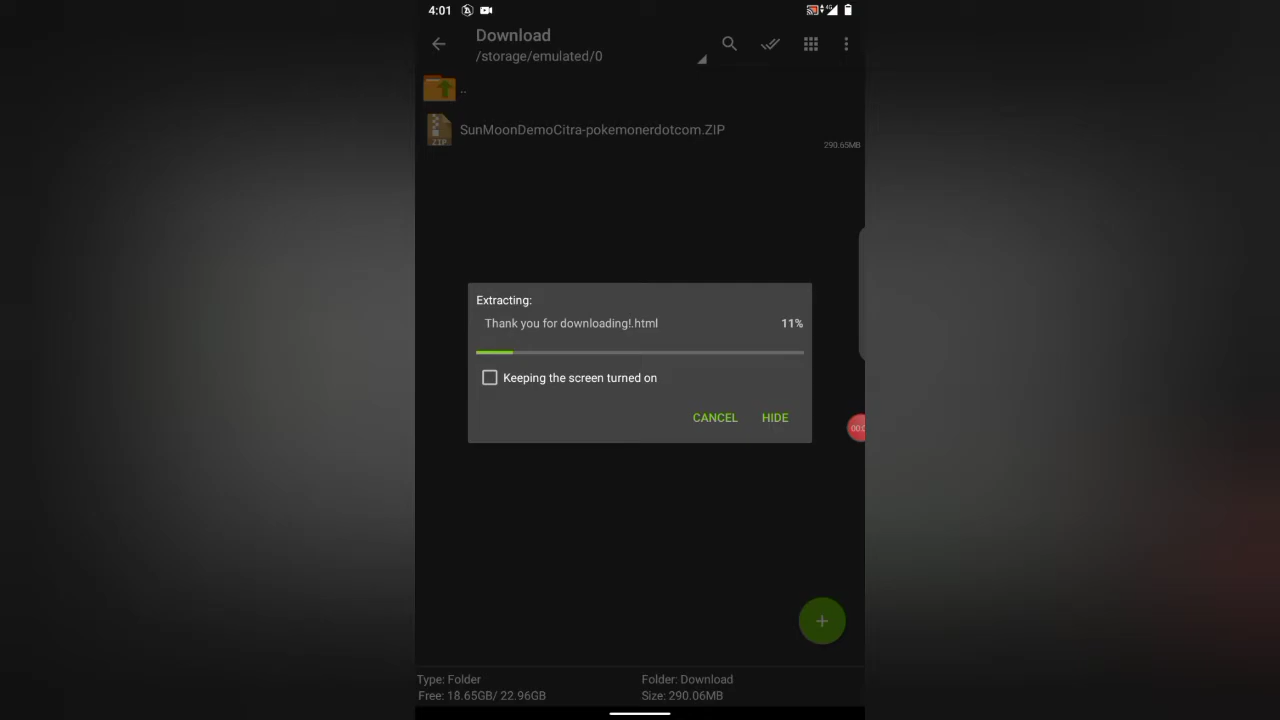 4:01
4G
Download
/storage/emulated/0
..
SunMoonDemoCitra-pokemonerdotcom.ZIP
ZIP
290.65MB
Extracting:
Thank you for downloading!.html 11%
Keeping the screen turned on
CANCEL HIDE
+
Type: Folder Folder: Download
Free: 18.65GB/ 22.96GB Size: 290.06MB